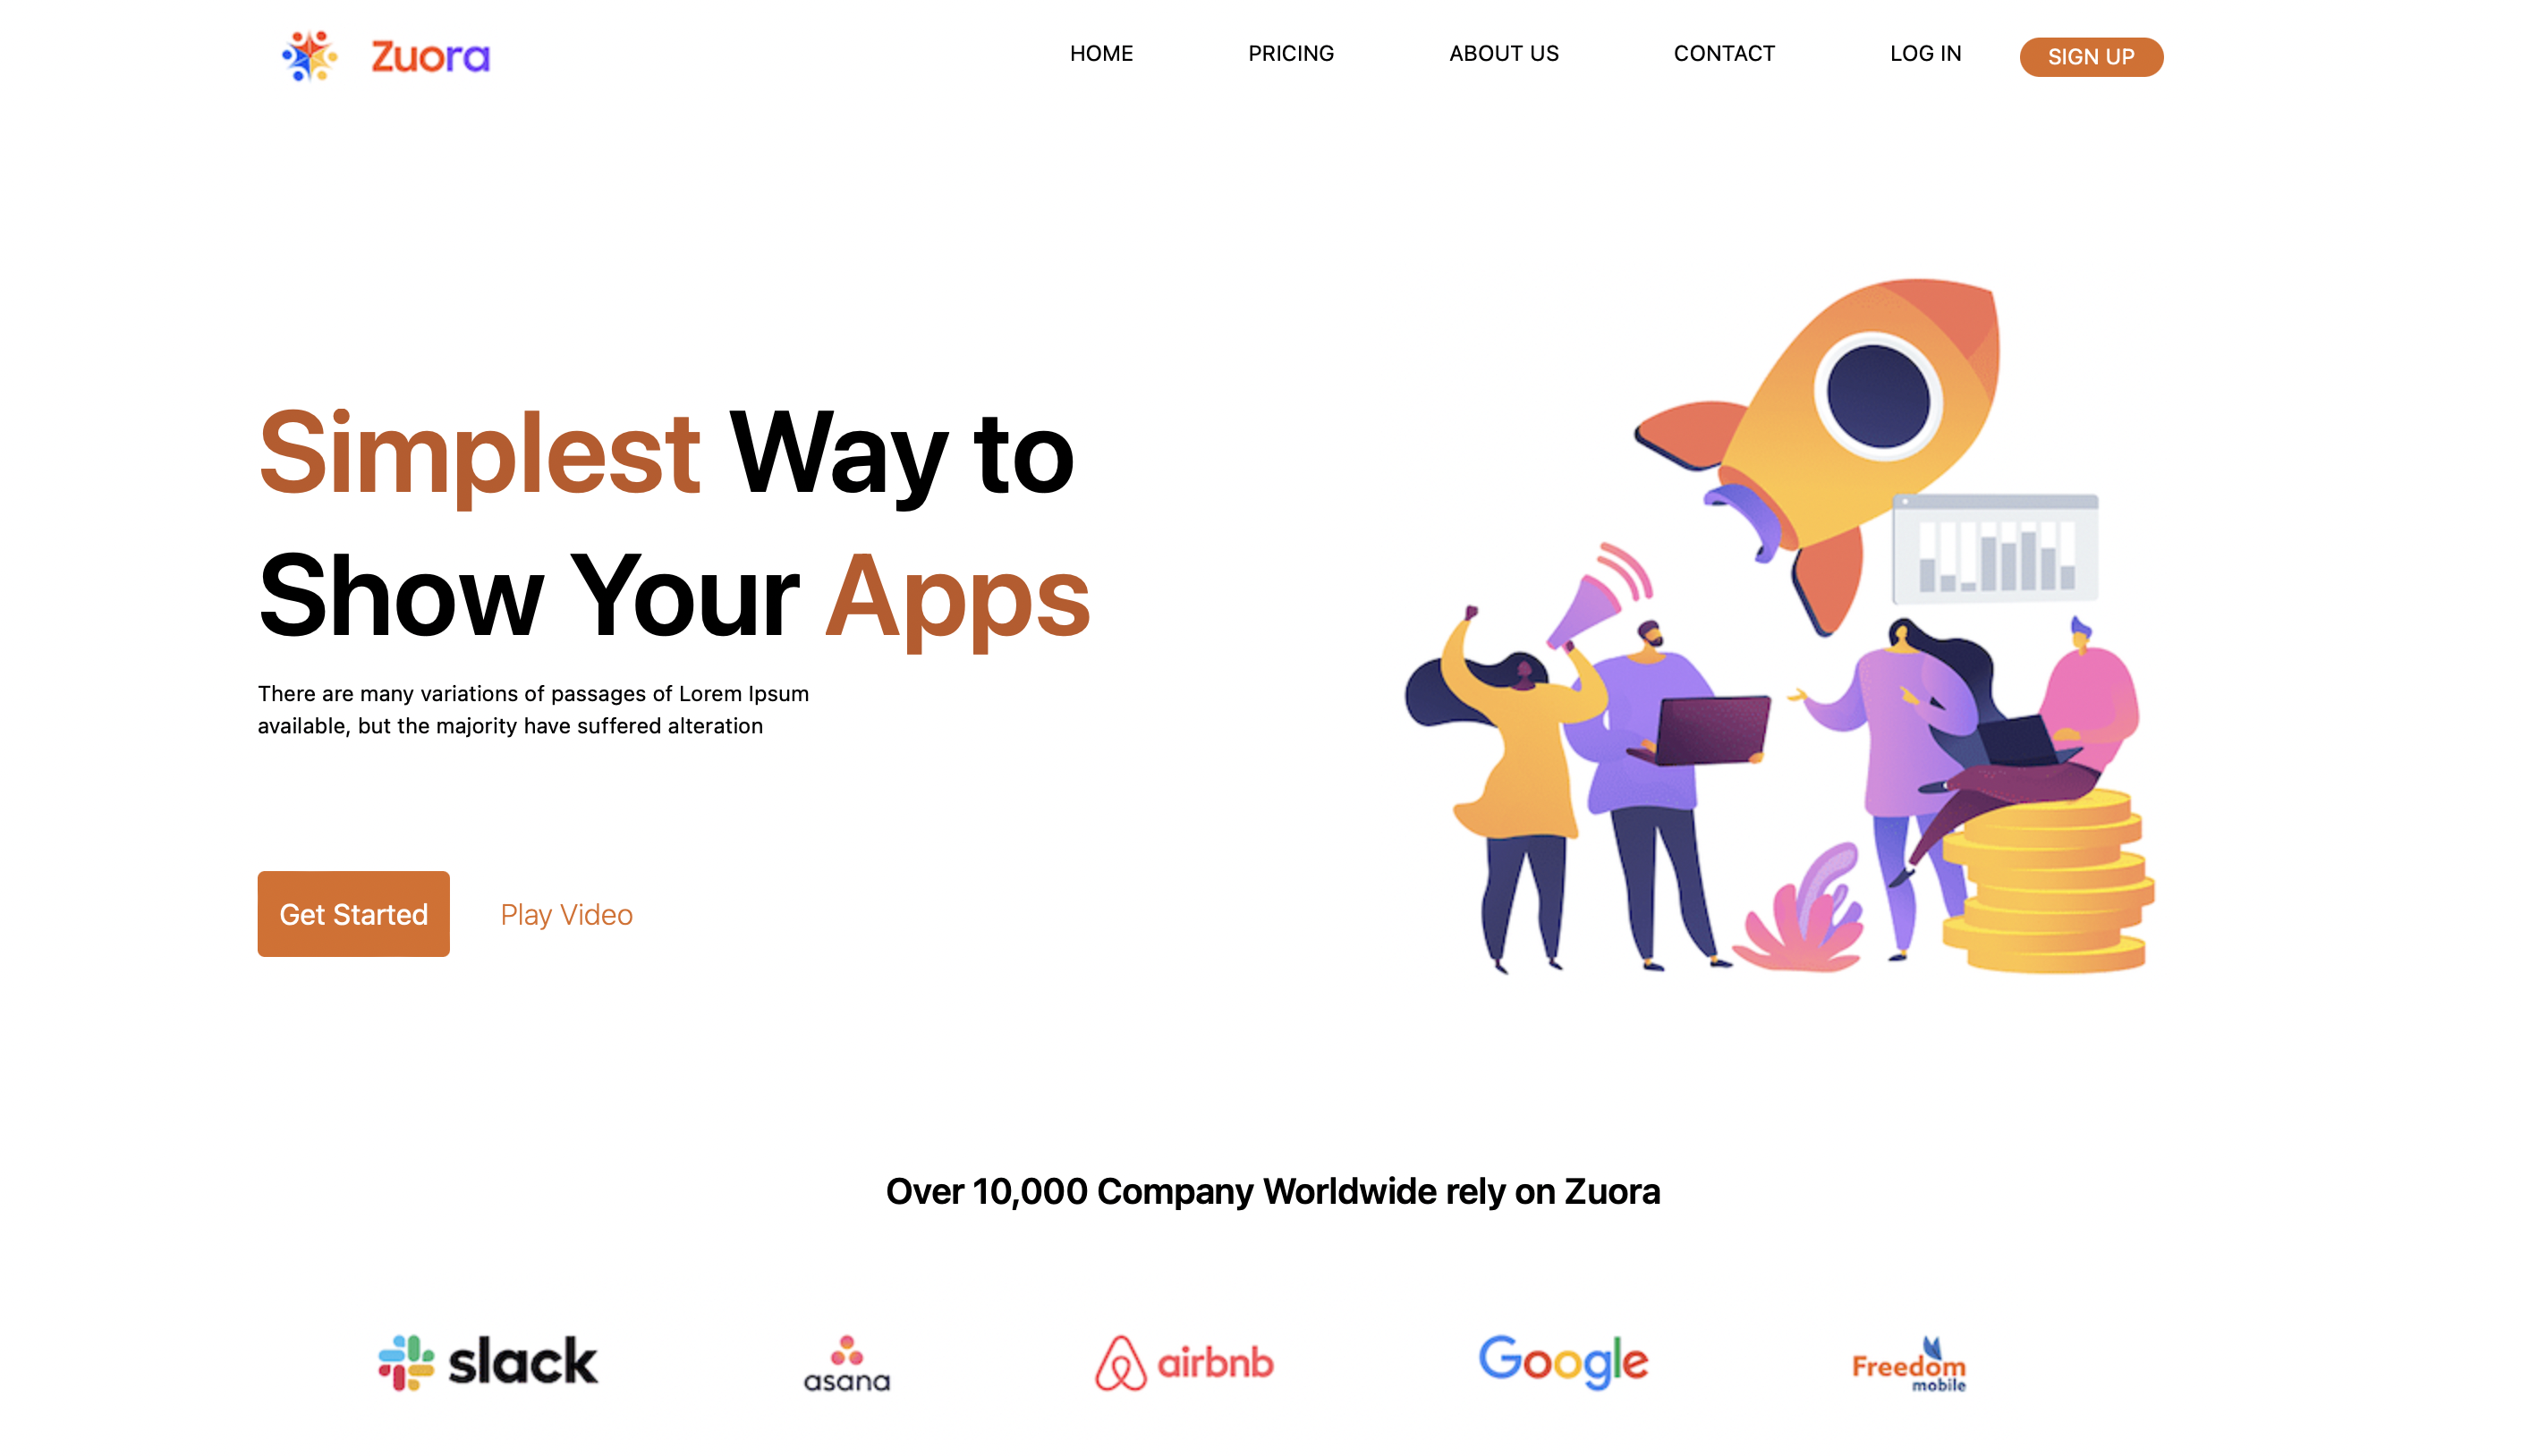 Zuora
HOME
PRICING
ABOUT US
CONTACT
LOG IN
SIGN UP
Simplest Way to
Show Your Apps
There are many variations of passages of Lorem Ipsum
available, but the majority have suffered alteration
Get Started
Play Video
Over 10,000 Company Worldwide rely on Zuora
slack
asana
airbnb
Google
Freedom
mobile